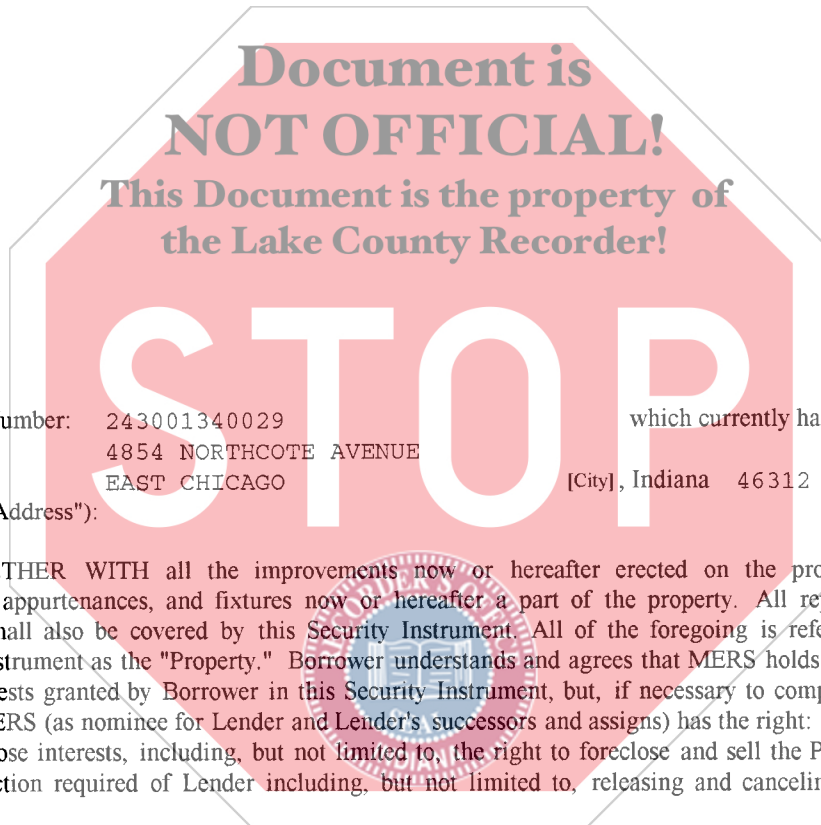 Document is
NOT OFFICIAL!
This Document is the property of
the Lake County Recorder!
STOP
umber: 243001340029 which currently ha
4854 NORTHCOTE AVENUE
EAST CHICAGO [City], Indiana 46312
Address"):
THER WITH all the improvements now or hereafter erected on the pro
appurtenances, and fixtures now or hereafter a part of the property. All re
hall also be covered by this Security Instrument. All of the foregoing is refe
strument as the "Property." Borrower understands and agrees that MERS holds
ests granted by Borrower in this Security Instrument, but, if necessary to comp
ERS (as nominee for Lender and Lender's successors and assigns) has the right:
ose interests, including, but not limited to, the right to foreclose and sell the P
ction required of Lender including, but not limited to, releasing and cancelin
RECORDER'S OFFICE
SEAL